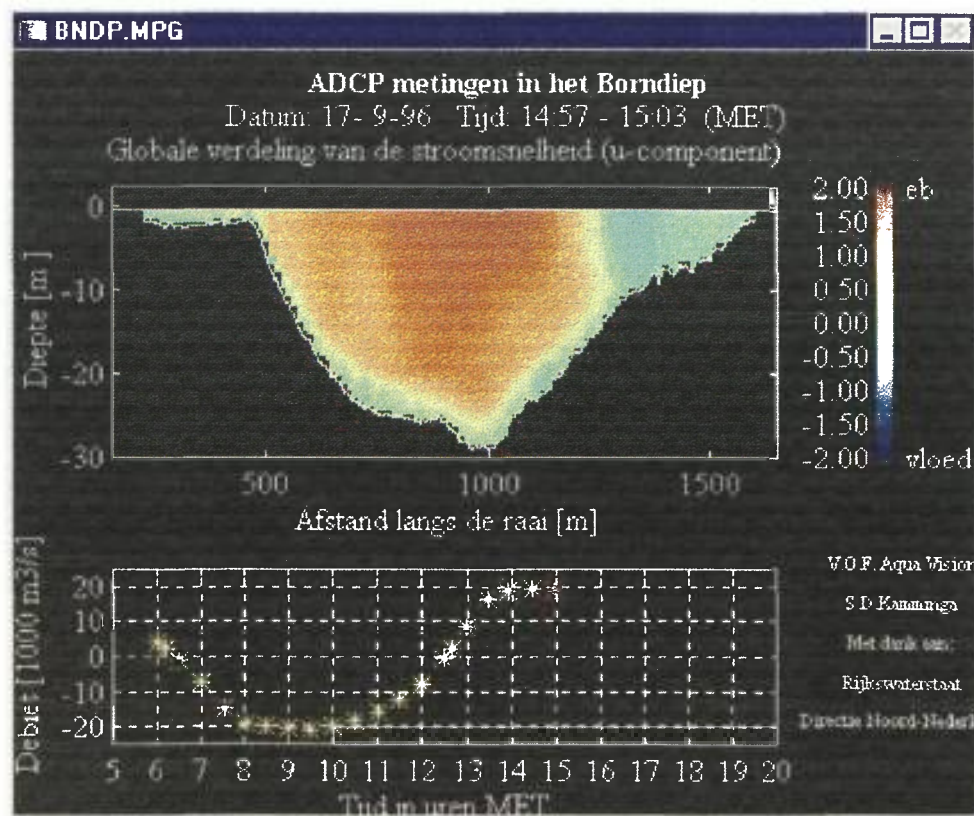 BNDP.MPG
ADCP metingen in het Borndiep
Datum: 17- 9-96 Tijd: 14:57 - 15:03 (MET)
Globale verdeling van de stroomsnelheid (u-component)
Diepte [m]
0
-10
-20
-30
500 1000 1500
Afstand langs de raai [m]
2.00 eb
1.50
1.00
0.50
0.00
-0.50
-1.00
-1.50
-2.00 vloed
Debiet [1000 m3/s]
20
10
0
-10
-20
5 6 7 8 9 10 11 12 13 14 15 16 17 18 19 20
Tijd in uren MET
V.O.F. Aqua Vision
S.D. Kamminga
Met dank aan:
Rijkswaterstaat
Directie Noord-Nederl